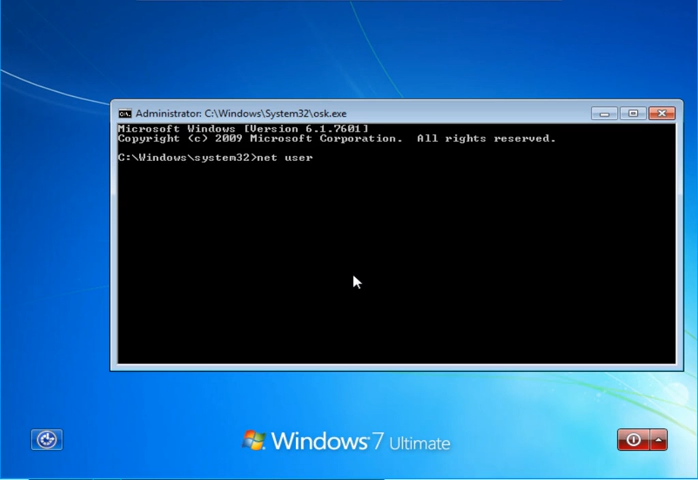 Administrator: C:\Windows\System32\osk.exe
Microsoft Windows [Version 6.1.7601]
Copyright (c) 2009 Microsoft Corporation.  All rights reserved.
C:\Windows\system32>net user
Windows 7 Ultimate